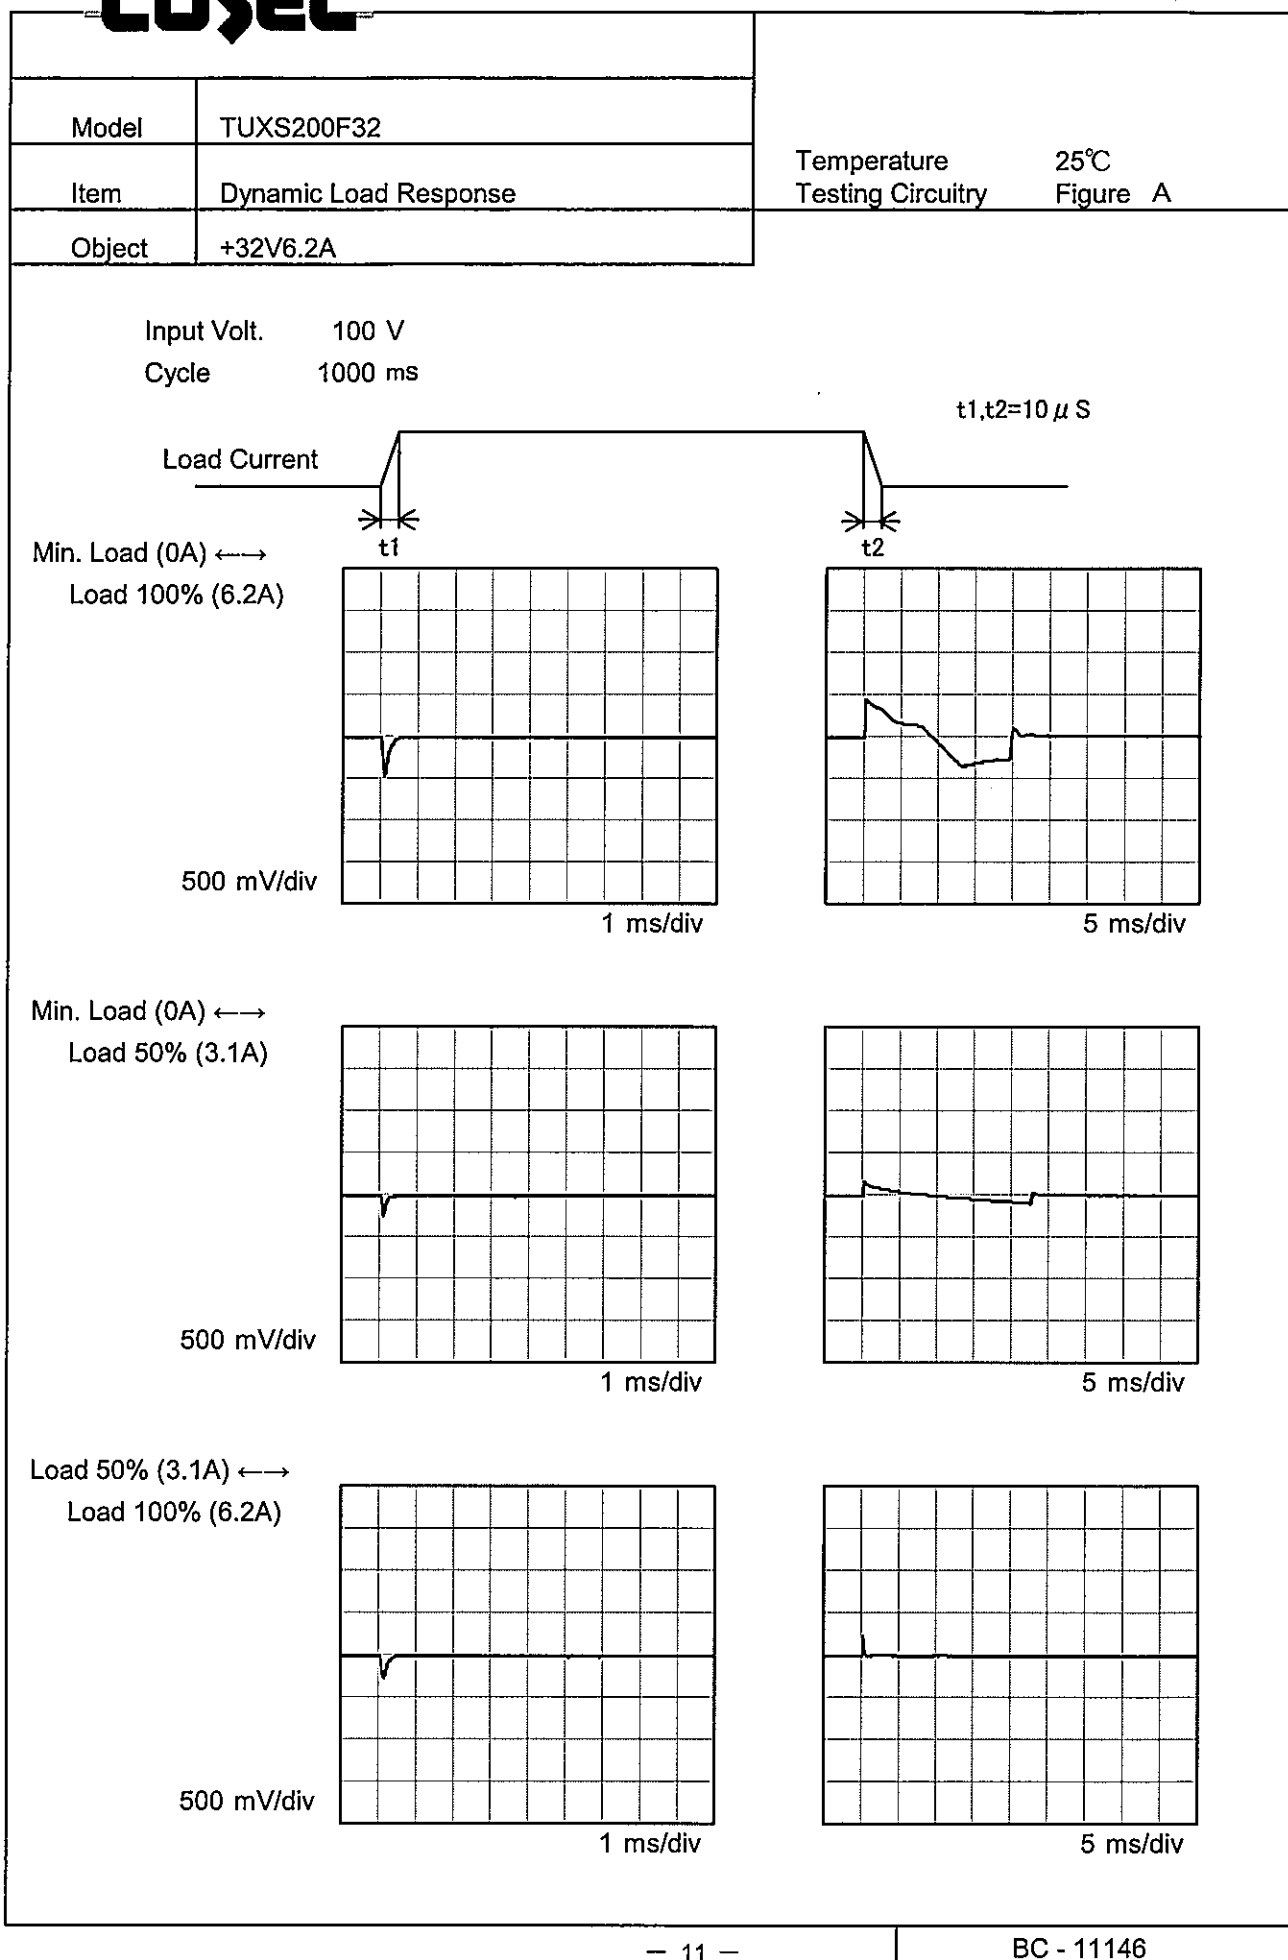 COSEL
Model TUXS200F32
Temperature 25℃
Item Dynamic Load Response
Testing Circuitry Figure A
Object +32V6.2A
Input Volt. 100 V
Cycle 1000 ms
t1,t2=10 μ S
Load Current
t1 t2
Min. Load (0A) ←→
Load 100% (6.2A)
500 mV/div
1 ms/div 5 ms/div
Min. Load (0A) ←→
Load 50% (3.1A)
500 mV/div
1 ms/div 5 ms/div
Load 50% (3.1A) ←→
Load 100% (6.2A)
500 mV/div
1 ms/div 5 ms/div
− 11 − BC - 11146